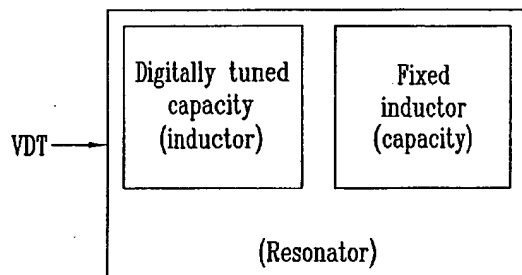 Digitally tuned
capacity
(inductor)
Fixed
inductor
(capacity)
VDT
(Resonator)